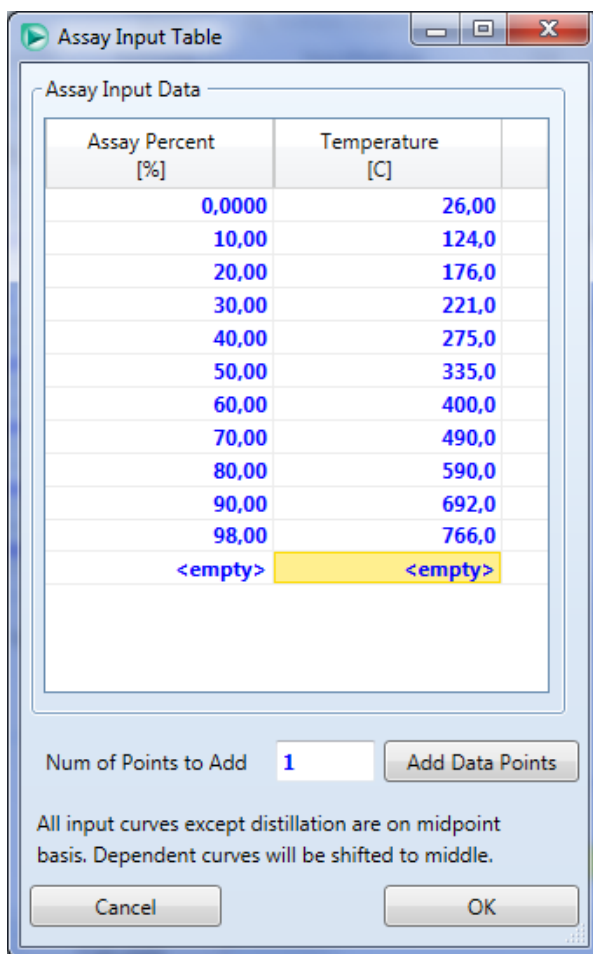 Assay Input Table
Assay Input Data
Assay Percent Temperature
[%] [C]
0,0000 26,00
10,00 124,0
20,00 176,0
30,00 221,0
40,00 275,0
50,00 335,0
60,00 400,0
70,00 490,0
80,00 590,0
90,00 692,0
98,00 766,0
<empty> <empty>
Num of Points to Add 1 Add Data Points
All input curves except distillation are on midpoint
basis. Dependent curves will be shifted to middle.
Cancel OK